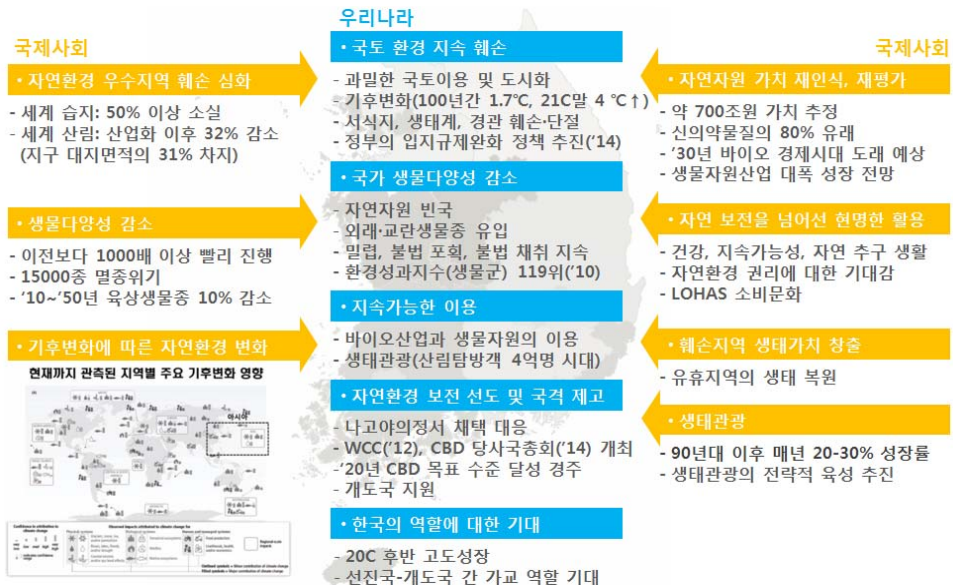 우리나라
국제사회
• 자연환경 우수지역 훼손 심화
- 세계 습지: 50% 이상 소실
- 세계 산림: 산업화 이후 32% 감소
(지구 대지면적의 31% 차지)
• 생물다양성 감소
- 이전보다 1000배 이상 빨리 진행
- 15000종 멸종위기
- '10~'50년 육상생물종 10% 감소
• 기후변화에 따른 자연환경 변화
현재까지 관측된 지역별 주요 기후변화 영향
아시아
• 국토 환경 지속 훼손
- 과밀한 국토이용 및 도시화
- 기후변화(100년간 1.7℃, 21C말 4 ℃↑)
- 서식지, 생태계, 경관 훼손·단절
- 정부의 입지규제완화 정책 추진('14)
• 국가 생물다양성 감소
- 자연자원 빈국
- 외래·교란생물종 유입
- 밀렵, 불법 포획, 불법 채취 지속
- 환경성과지수(생물군) 119위('10)
• 지속가능한 이용
- 바이오산업과 생물자원의 이용
- 생태관광(산림탐방객 4억명 시대)
• 자연환경 보전 선도 및 국격 제고
- 나고야의정서 채택 대응
- WCC('12), CBD 당사국총회('14) 개최
- '20년 CBD 목표 수준 달성 경주
- 개도국 지원
• 한국의 역할에 대한 기대
- 20C 후반 고도성장
- 선진국-개도국 간 가교 역할 기대
국제사회
• 자연자원 가치 재인식, 재평가
- 약 700조원 가치 추정
- 신의약물질의 80% 유래
- '30년 바이오 경제시대 도래 예상
- 생물자원산업 대폭 성장 전망
• 자연 보전을 넘어선 현명한 활용
- 건강, 지속가능성, 자연 추구 생활
- 자연환경 권리에 대한 기대감
- LOHAS 소비문화
• 훼손지역 생태가치 창출
- 유휴지역의 생태 복원
• 생태관광
- 90년대 이후 매년 20-30% 성장률
- 생태관광의 전략적 육성 추진